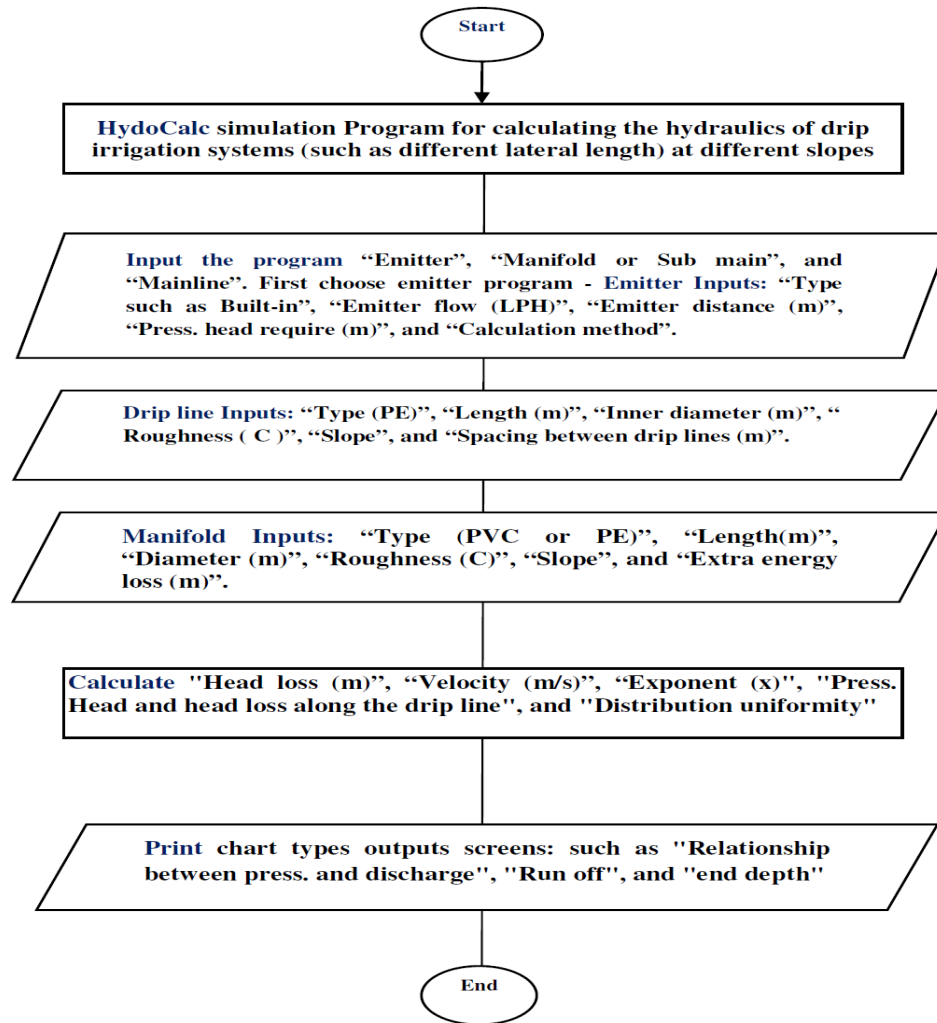 Start
HydoCalc simulation Program for calculating the hydraulics of drip
irrigation systems (such as different lateral length) at different slopes
Input the program “Emitter”, “Manifold or Sub main”, and
“Mainline”. First choose emitter program - Emitter Inputs: “Type
such as Built-in”, “Emitter flow (LPH)”, “Emitter distance (m)”,
“Press. head require (m)”, and “Calculation method”.
Drip line Inputs: “Type (PE)”, “Length (m)”, “Inner diameter (m)”, “
Roughness ( C )”, “Slope”, and “Spacing between drip lines (m)”.
Manifold Inputs: “Type (PVC or PE)”, “Length(m)”,
“Diameter (m)”, “Roughness (C)”, “Slope”, and “Extra energy
loss (m)”.
Calculate "Head loss (m)”, “Velocity (m/s)”, “Exponent (x)", "Press.
Head and head loss along the drip line", and "Distribution uniformity"
Print chart types outputs screens: such as "Relationship
between press. and discharge", "Run off", and "end depth"
End